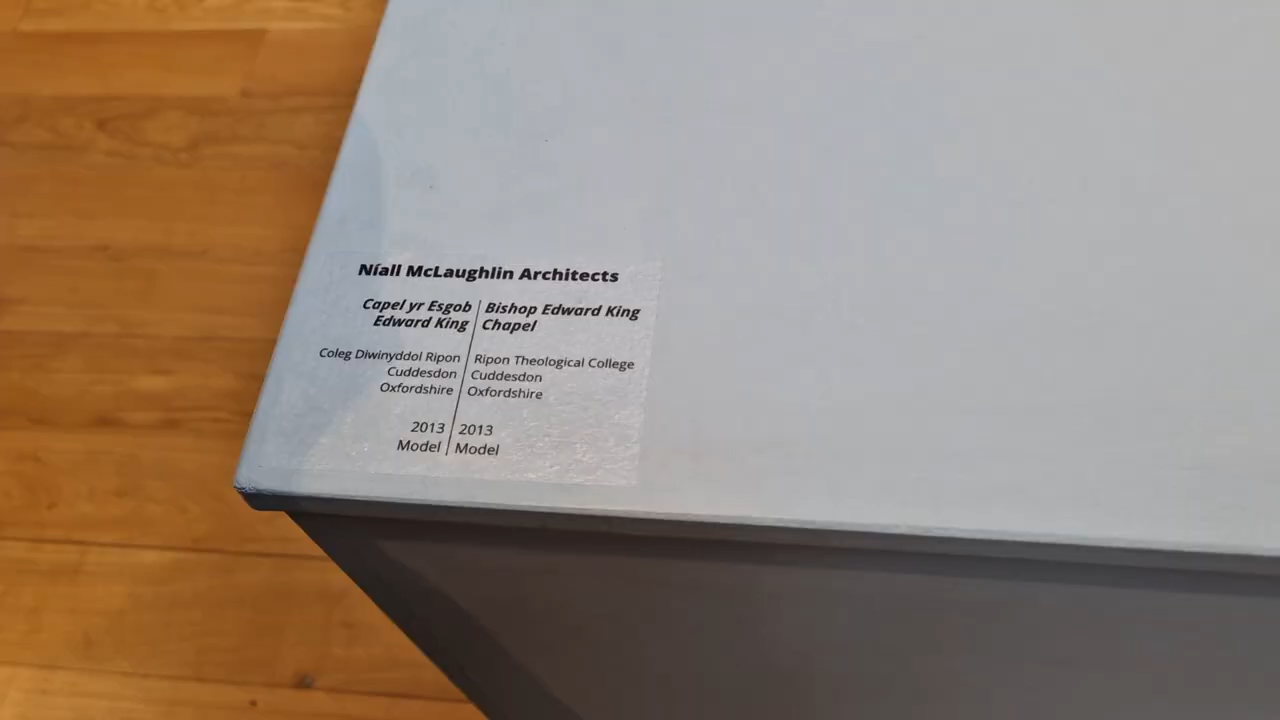 Níall McLaughlin Architects
Capel yr Esgob
Edward King
Coleg Diwinyddol Ripon
Cuddesdon
Oxfordshire
2013
Model
Bishop Edward King
Chapel
Ripon Theological College
Cuddesdon
Oxfordshire
2013
Model